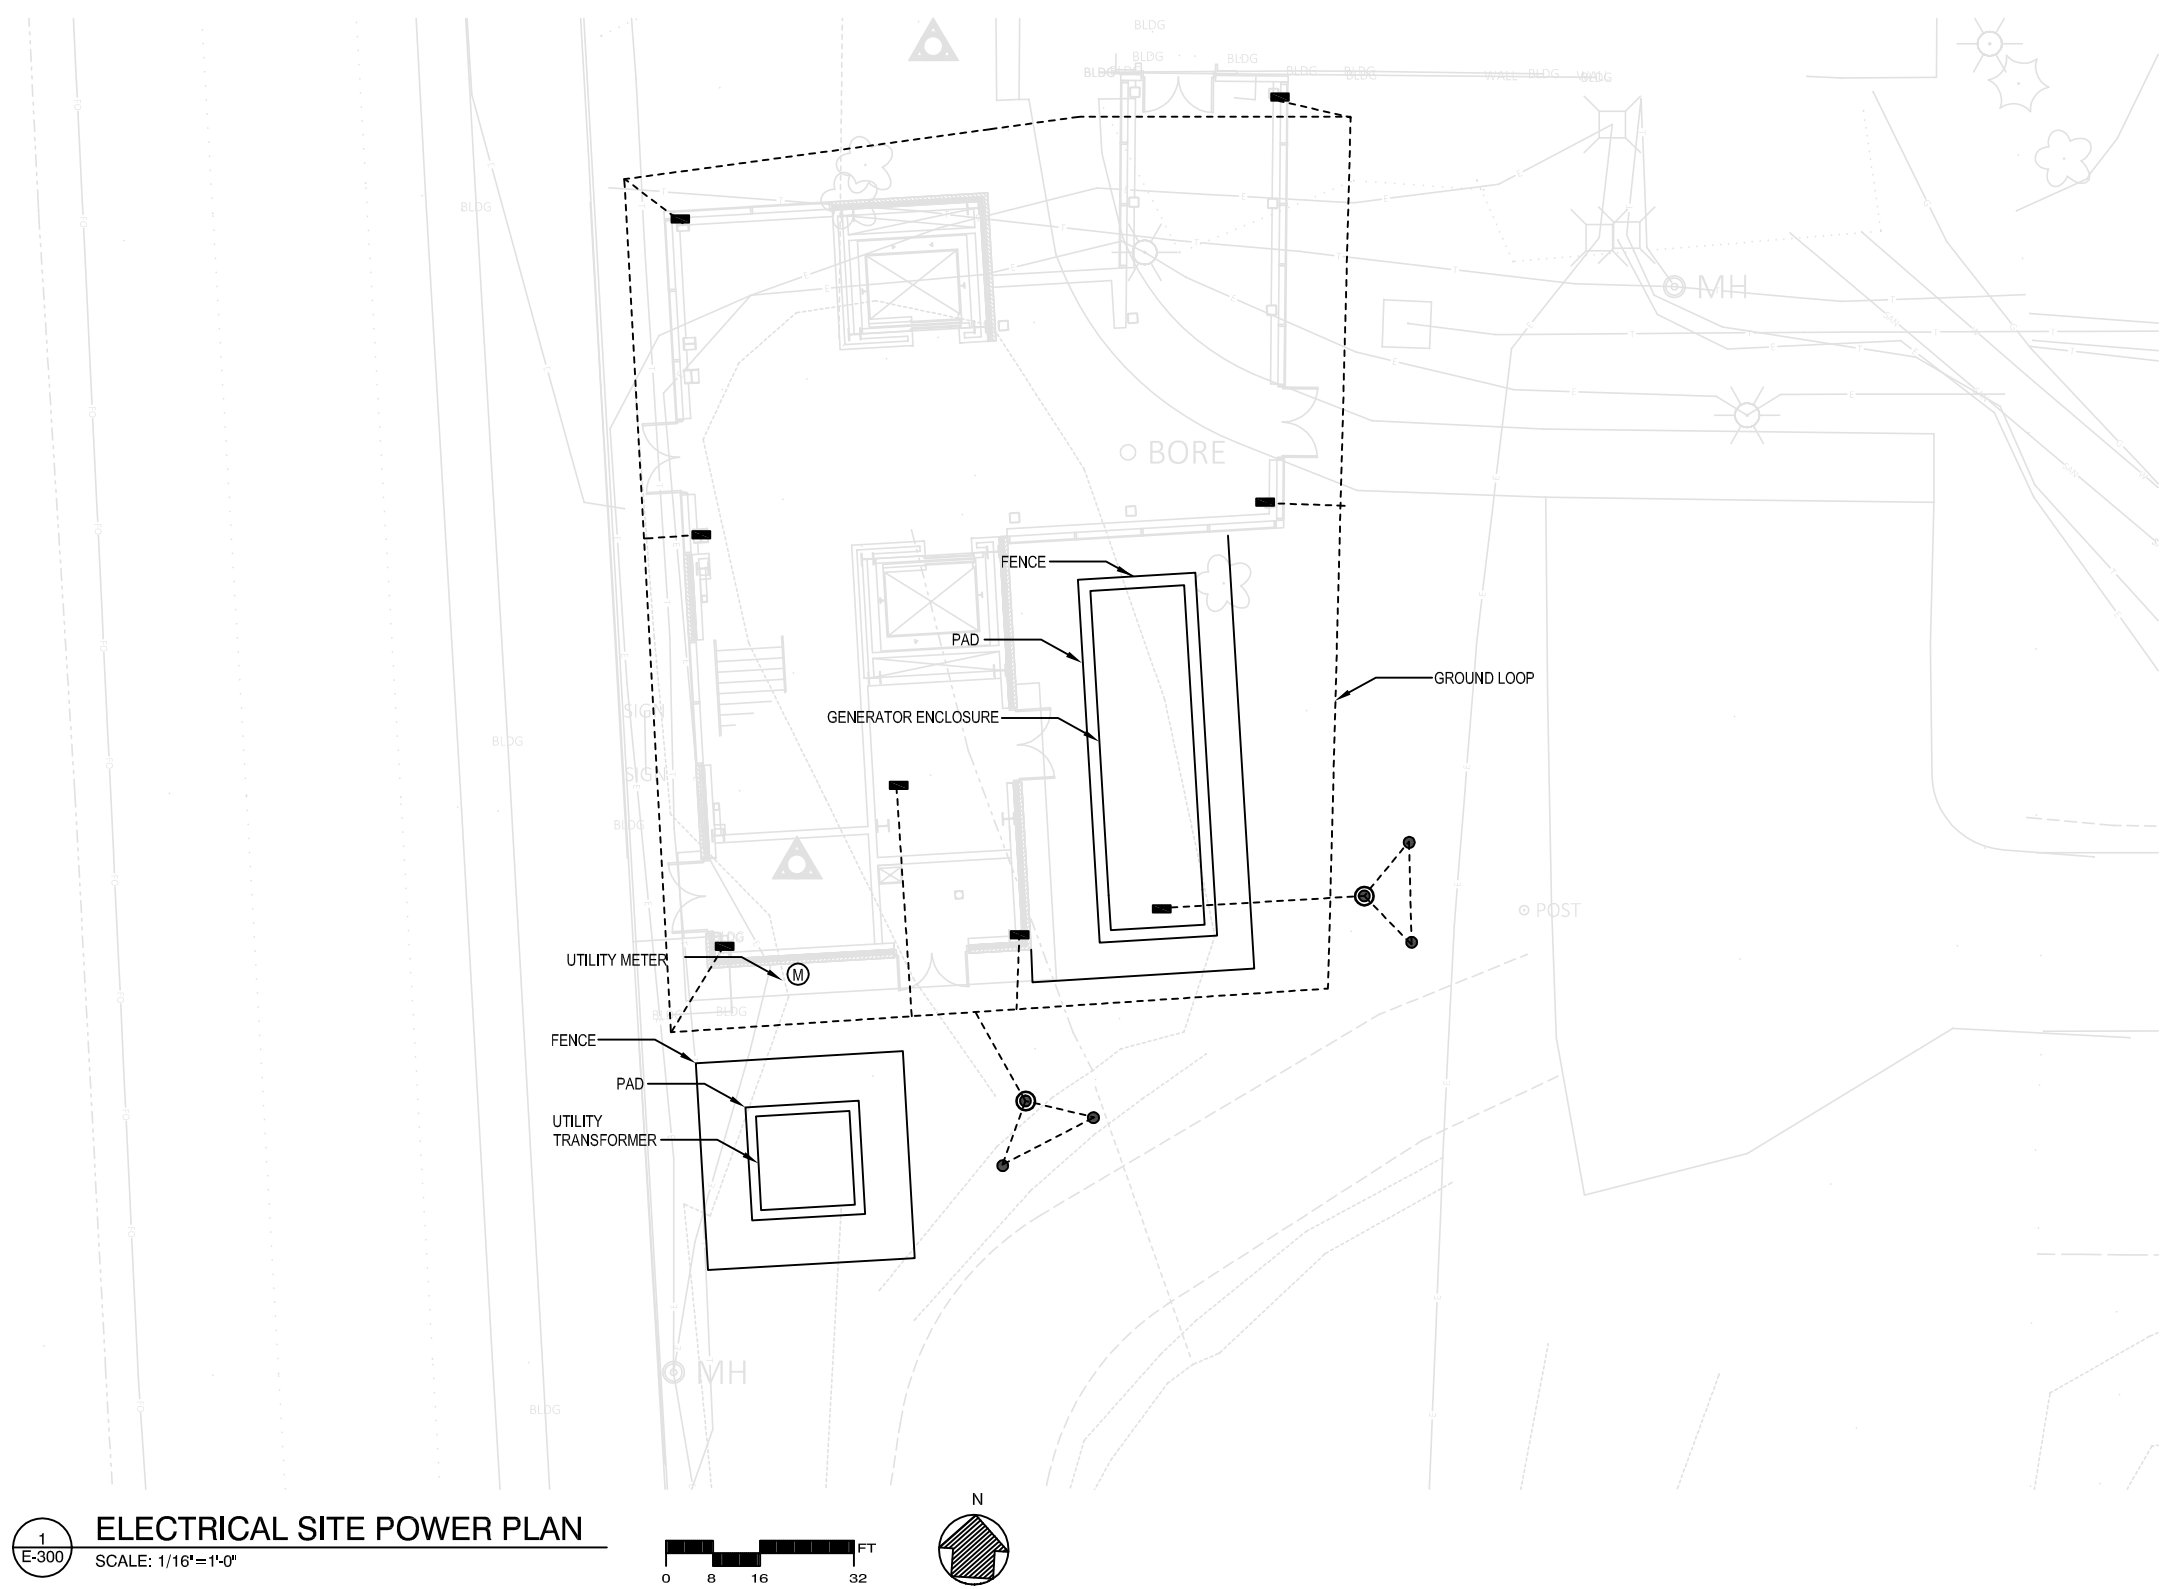 BLDG
BLDG
BLDG
BLDG
BLDG
BLDG
WALL
BLDG
BLDG
BLDG
MH
BORE
FENCE
PAD
GROUND LOOP
SIGN
GENERATOR ENCLOSURE
BLDG
SIGN
BLDG
POST
BLDG
UTILITY METER
M
BLDG
FENCE
PAD
UTILITY
TRANSFORMER
MH
BLDG
N
1
E-300
ELECTRICAL SITE POWER PLAN
SCALE: 1/16"=1'-0"
FT
0 8 16 32